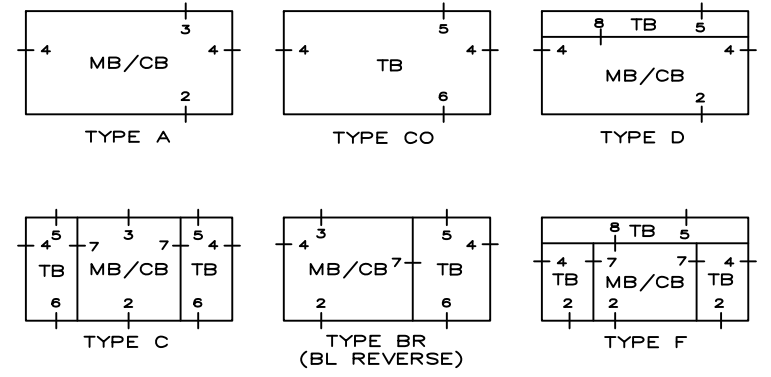 3 5 8 TB 5
4 MB/CB 4 4 TB 4 4 MB/CB 4
2 6 2
TYPE A TYPE CO TYPE D
5 3 5 3 5 8 TB 5
4 7 7 4 4 4 4 7 7 4
TB MB/CB TB MB/CB 7 TB TB MB/CB TB
6 2 6 2 6 2 2 2
TYPE C TYPE BR TYPE F
(BL REVERSE)